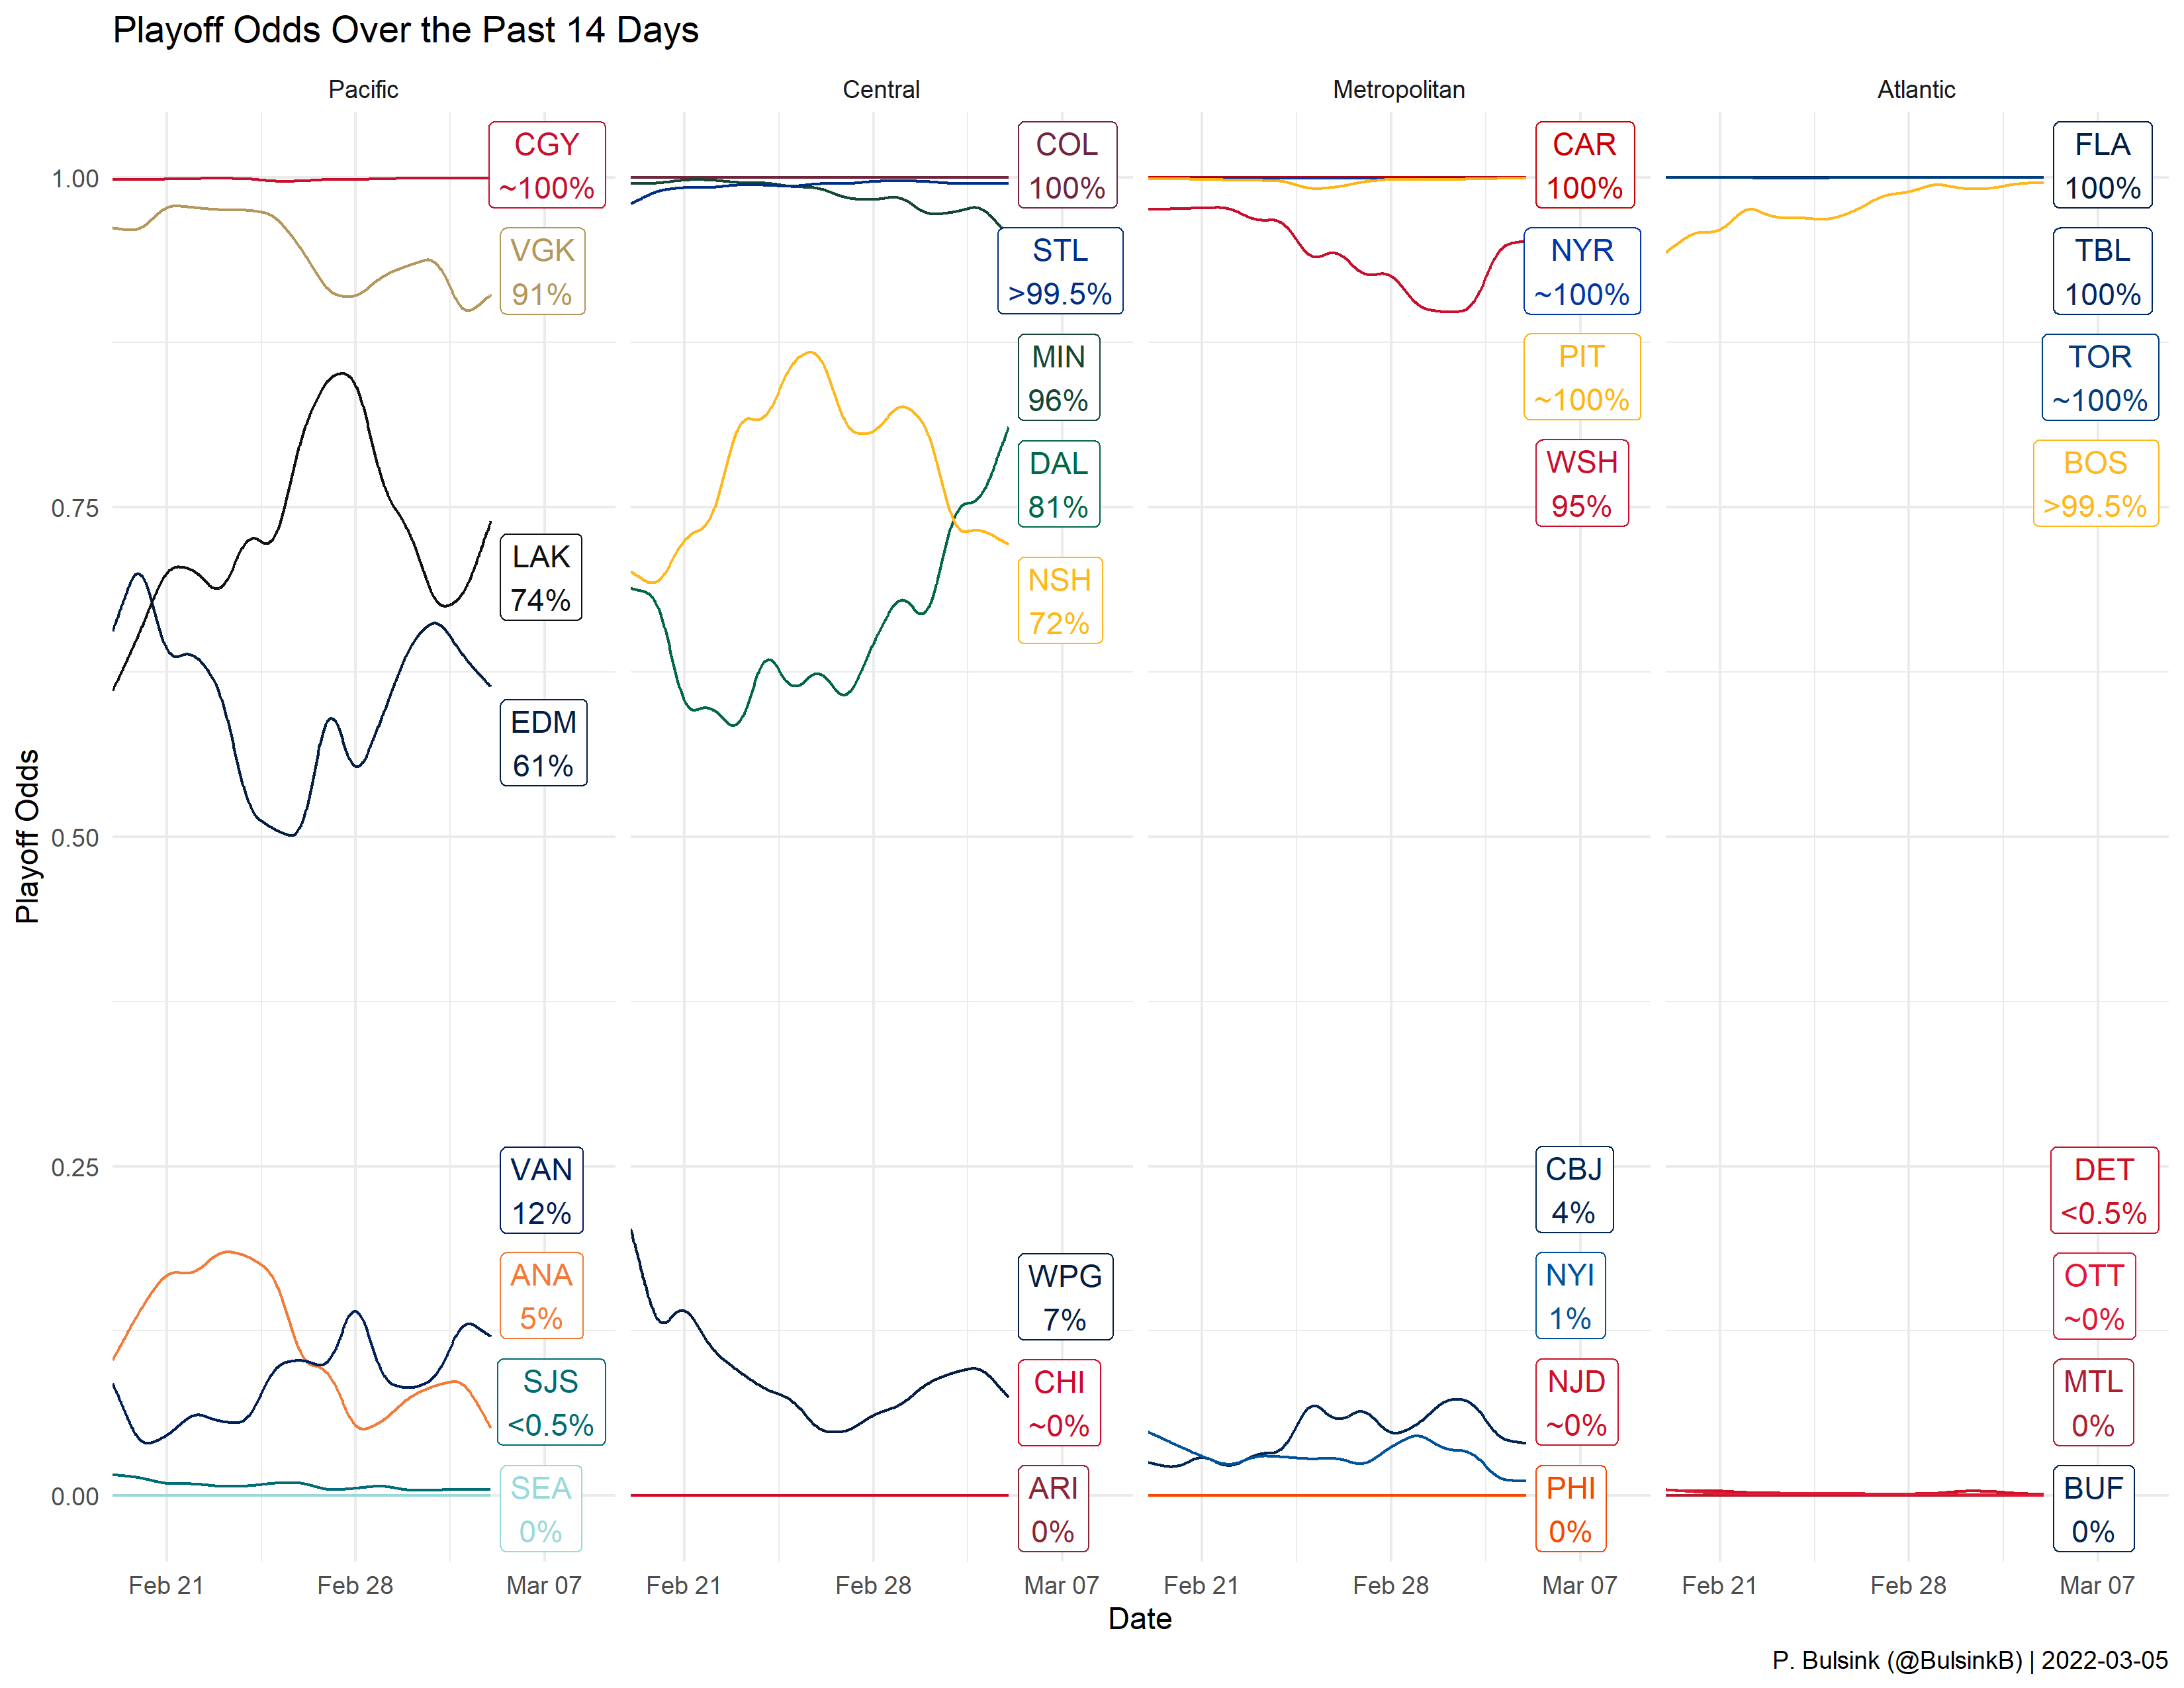 Playoff Odds Over the Past 14 Days
Pacific
Central
Metropolitan
Atlantic
Playoff Odds
1.00
0.75
0.50
0.25
0.00
CGY
~100%
VGK
91%
LAK
74%
EDM
61%
VAN
12%
ANA
5%
SJS
<0.5%
SEA
0%
COL
100%
STL
>99.5%
MIN
96%
DAL
81%
NSH
72%
WPG
7%
CHI
~0%
ARI
0%
CAR
100%
NYR
~100%
PIT
~100%
WSH
95%
CBJ
4%
NYI
1%
NJD
~0%
PHI
0%
FLA
100%
TBL
100%
TOR
~100%
BOS
>99.5%
DET
<0.5%
OTT
~0%
MTL
0%
BUF
0%
Feb 21
Feb 28
Mar 07
Feb 21
Feb 28
Mar 07
Feb 21
Feb 28
Mar 07
Feb 21
Feb 28
Mar 07
Date
P. Bulsink (@BulsinkB) | 2022-03-05